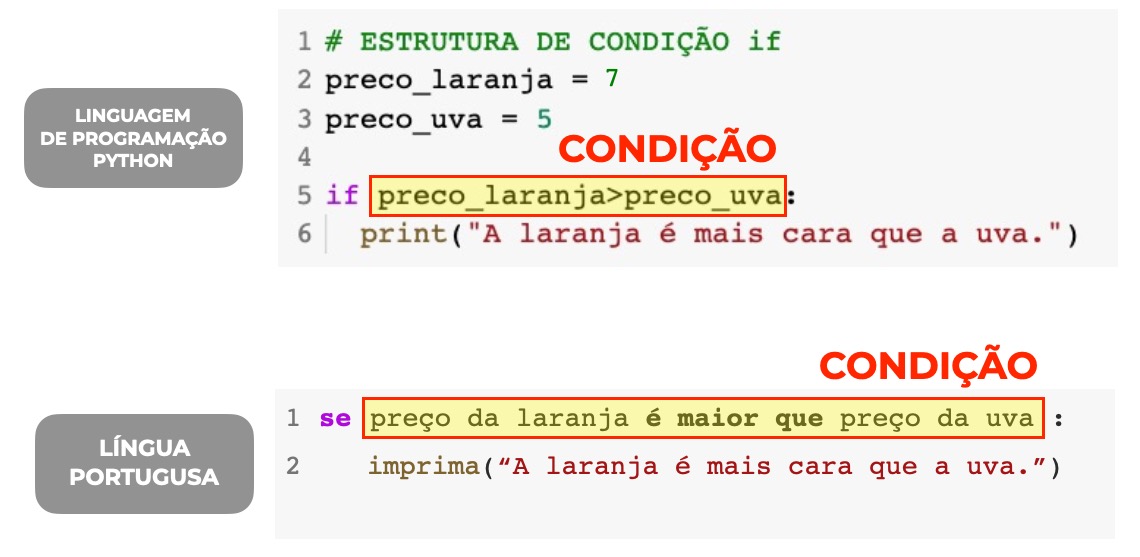 LINGUAGEM
DE PROGRAMAÇÃO
PYTHON
1 # ESTRUTURA DE CONDIÇÃO if
2 preco_laranja = 7
3 preco_uva = 5
CONDIÇÃO
4
5 if preco_laranja>preco_uva:
6 print("A laranja é mais cara que a uva.")
CONDIÇÃO
LÍNGUA
PORTUGUSA
1 se preço da laranja é maior que preço da uva :
2 imprima(“A laranja é mais cara que a uva.”)